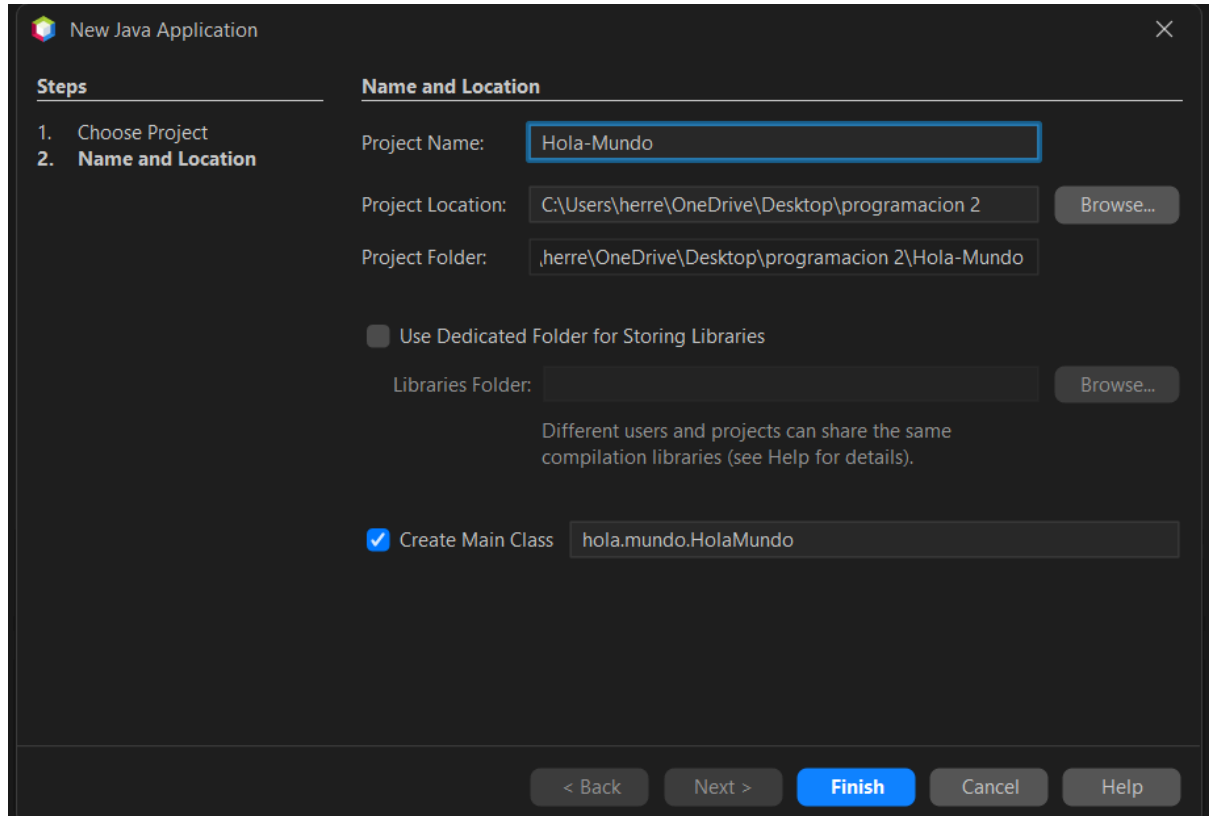 New Java Application
Steps
1. Choose Project
2. Name and Location
Name and Location
Project Name: Hola-Mundo
Project Location: C:\Users\herre\OneDrive\Desktop\programacion 2 Browse...
Project Folder: \herre\OneDrive\Desktop\programacion 2\Hola-Mundo
Use Dedicated Folder for Storing Libraries
Libraries Folder: Browse...
Different users and projects can share the same
compilation libraries (see Help for details).
Create Main Class hola.mundo.HolaMundo
< Back Next > Finish Cancel Help